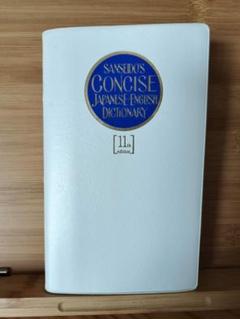 SANSEIDO'S
CONCISE
JAPANESE-ENGLISH
DICTIONARY
[11th
edition]